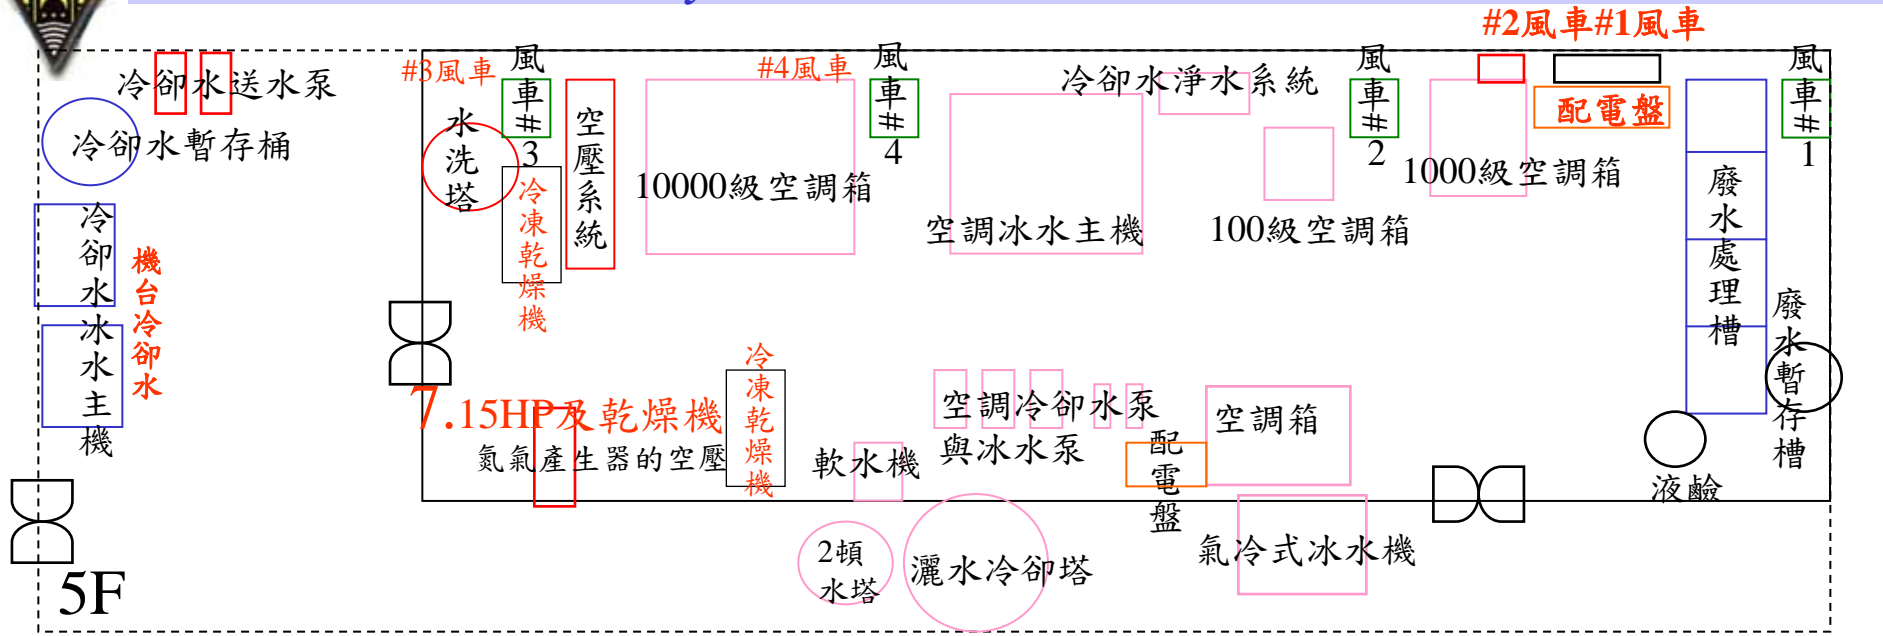 #2風車#1風車
冷卻水送水泵
#3風車
風車#3
#4風車
風車#4
冷卻水淨水系統
風車#2
配電盤
風車#1
冷卻水暫存桶
水洗塔
空壓系統
冷凍乾燥機
10000級空調箱
空調冰水主機
100級空調箱
1000級空調箱
廢水處理槽
冷卻水冰水主機
機台冷卻水
廢水暫存槽
7.15HP及乾燥機
氮氣產生器的空壓
冷凍乾燥機
軟水機
空調冷卻水泵
與冰水泵
配電盤
空調箱
液鹼
2頓
水塔
灑水冷卻塔
氣冷式冰水機
5F